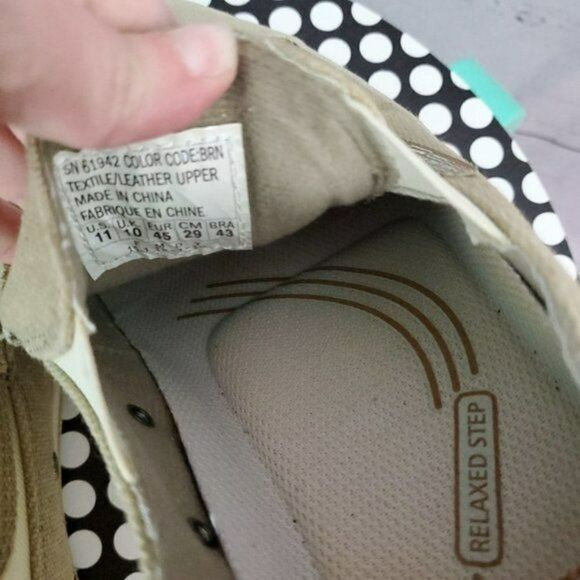 SN 61942 COLOR CODE:BRN
TEXTILE/LEATHER UPPER
MADE IN CHINA
FABRIQUE EN CHINE
U.S. U.K. EUR CM BRA
11 10 45 29 43
RELAXED STEP